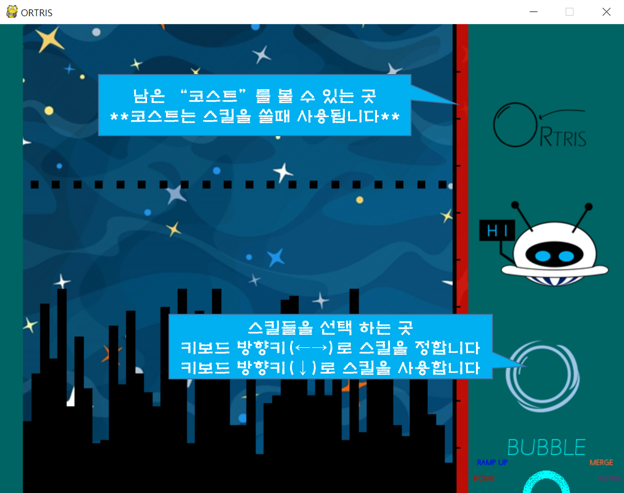 ORTRIS
남은 “코스트”를 볼 수 있는 곳
**코스트는 스킬을 쓸때 사용됩니다**
ORTRIS
HI
스킬들을 선택 하는 곳
키보드 방향키(←→)로 스킬을 정합니다
키보드 방향키(↓)로 스킬을 사용합니다
BUBBLE
RAMP UP
MERGE